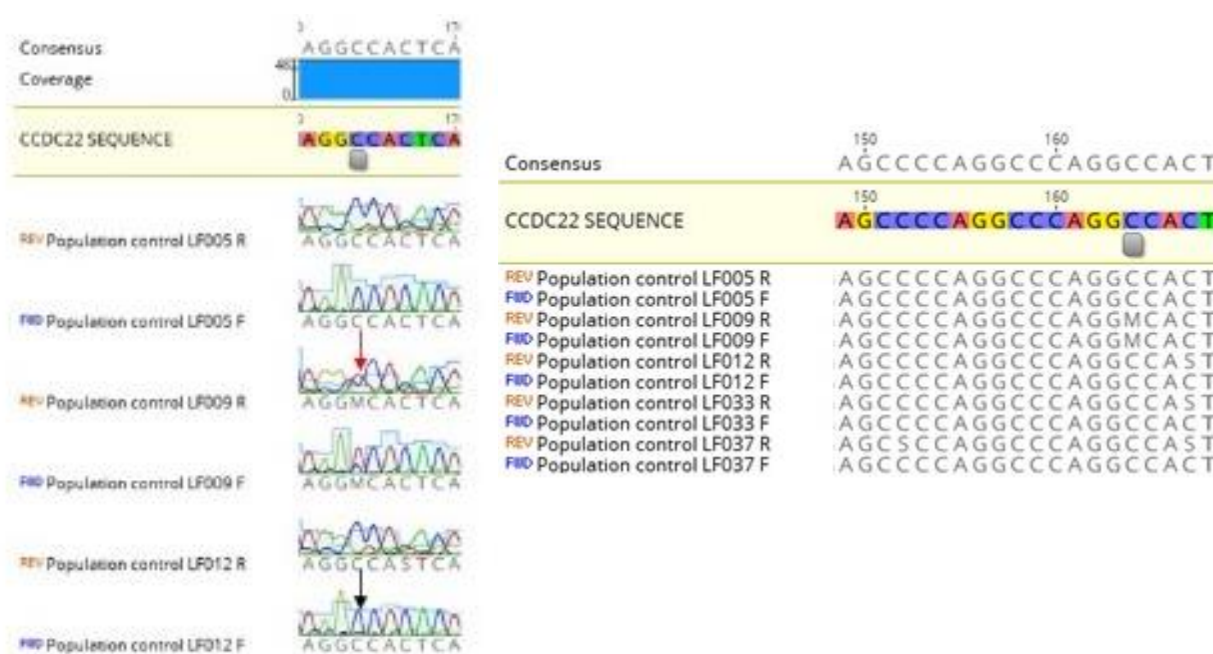 Consensus
AGGCCACTCA
Coverage
CCDC22 SEQUENCE
AGGCCACTCA
REV Population control LF005 R
AGGCCACTCA
FWD Population control LF005 F
AGGCCACTCA
REV Population control LF009 R
AGGMCACTCA
FWD Population control LF009 F
AGGMCACTCA
REV Population control LF012 R
AGGCCASTCA
FWD Population control LF012 F
AGGCCACTCA
150 160
Consensus AGCCCCAGGCCCAGGCCACT
150 160
CCDC22 SEQUENCE AGCCCCAGGCCCAGGCCACT
REV Population control LF005 R AGCCCCAGGCCCAGGCCACT
FWD Population control LF005 F AGCCCCAGGCCCAGGCCACT
REV Population control LF009 R AGCCCCAGGCCCAGGMCACT
FWD Population control LF009 F AGCCCCAGGCCCAGGMCACT
REV Population control LF012 R AGCCCCAGGCCCAGGCCAST
FWD Population control LF012 F AGCCCCAGGCCCAGGCCACT
REV Population control LF033 R AGCCCCAGGCCCAGGCCAST
FWD Population control LF033 F AGCCCCAGGCCCAGGCCACT
REV Population control LF037 R AGCSCCAGGCCCAGGCCAST
FWD Population control LF037 F AGCCCCAGGCCCAGGCCACT